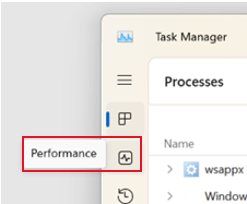 Task Manager
Processes
Name
Performance
wsappx
Window